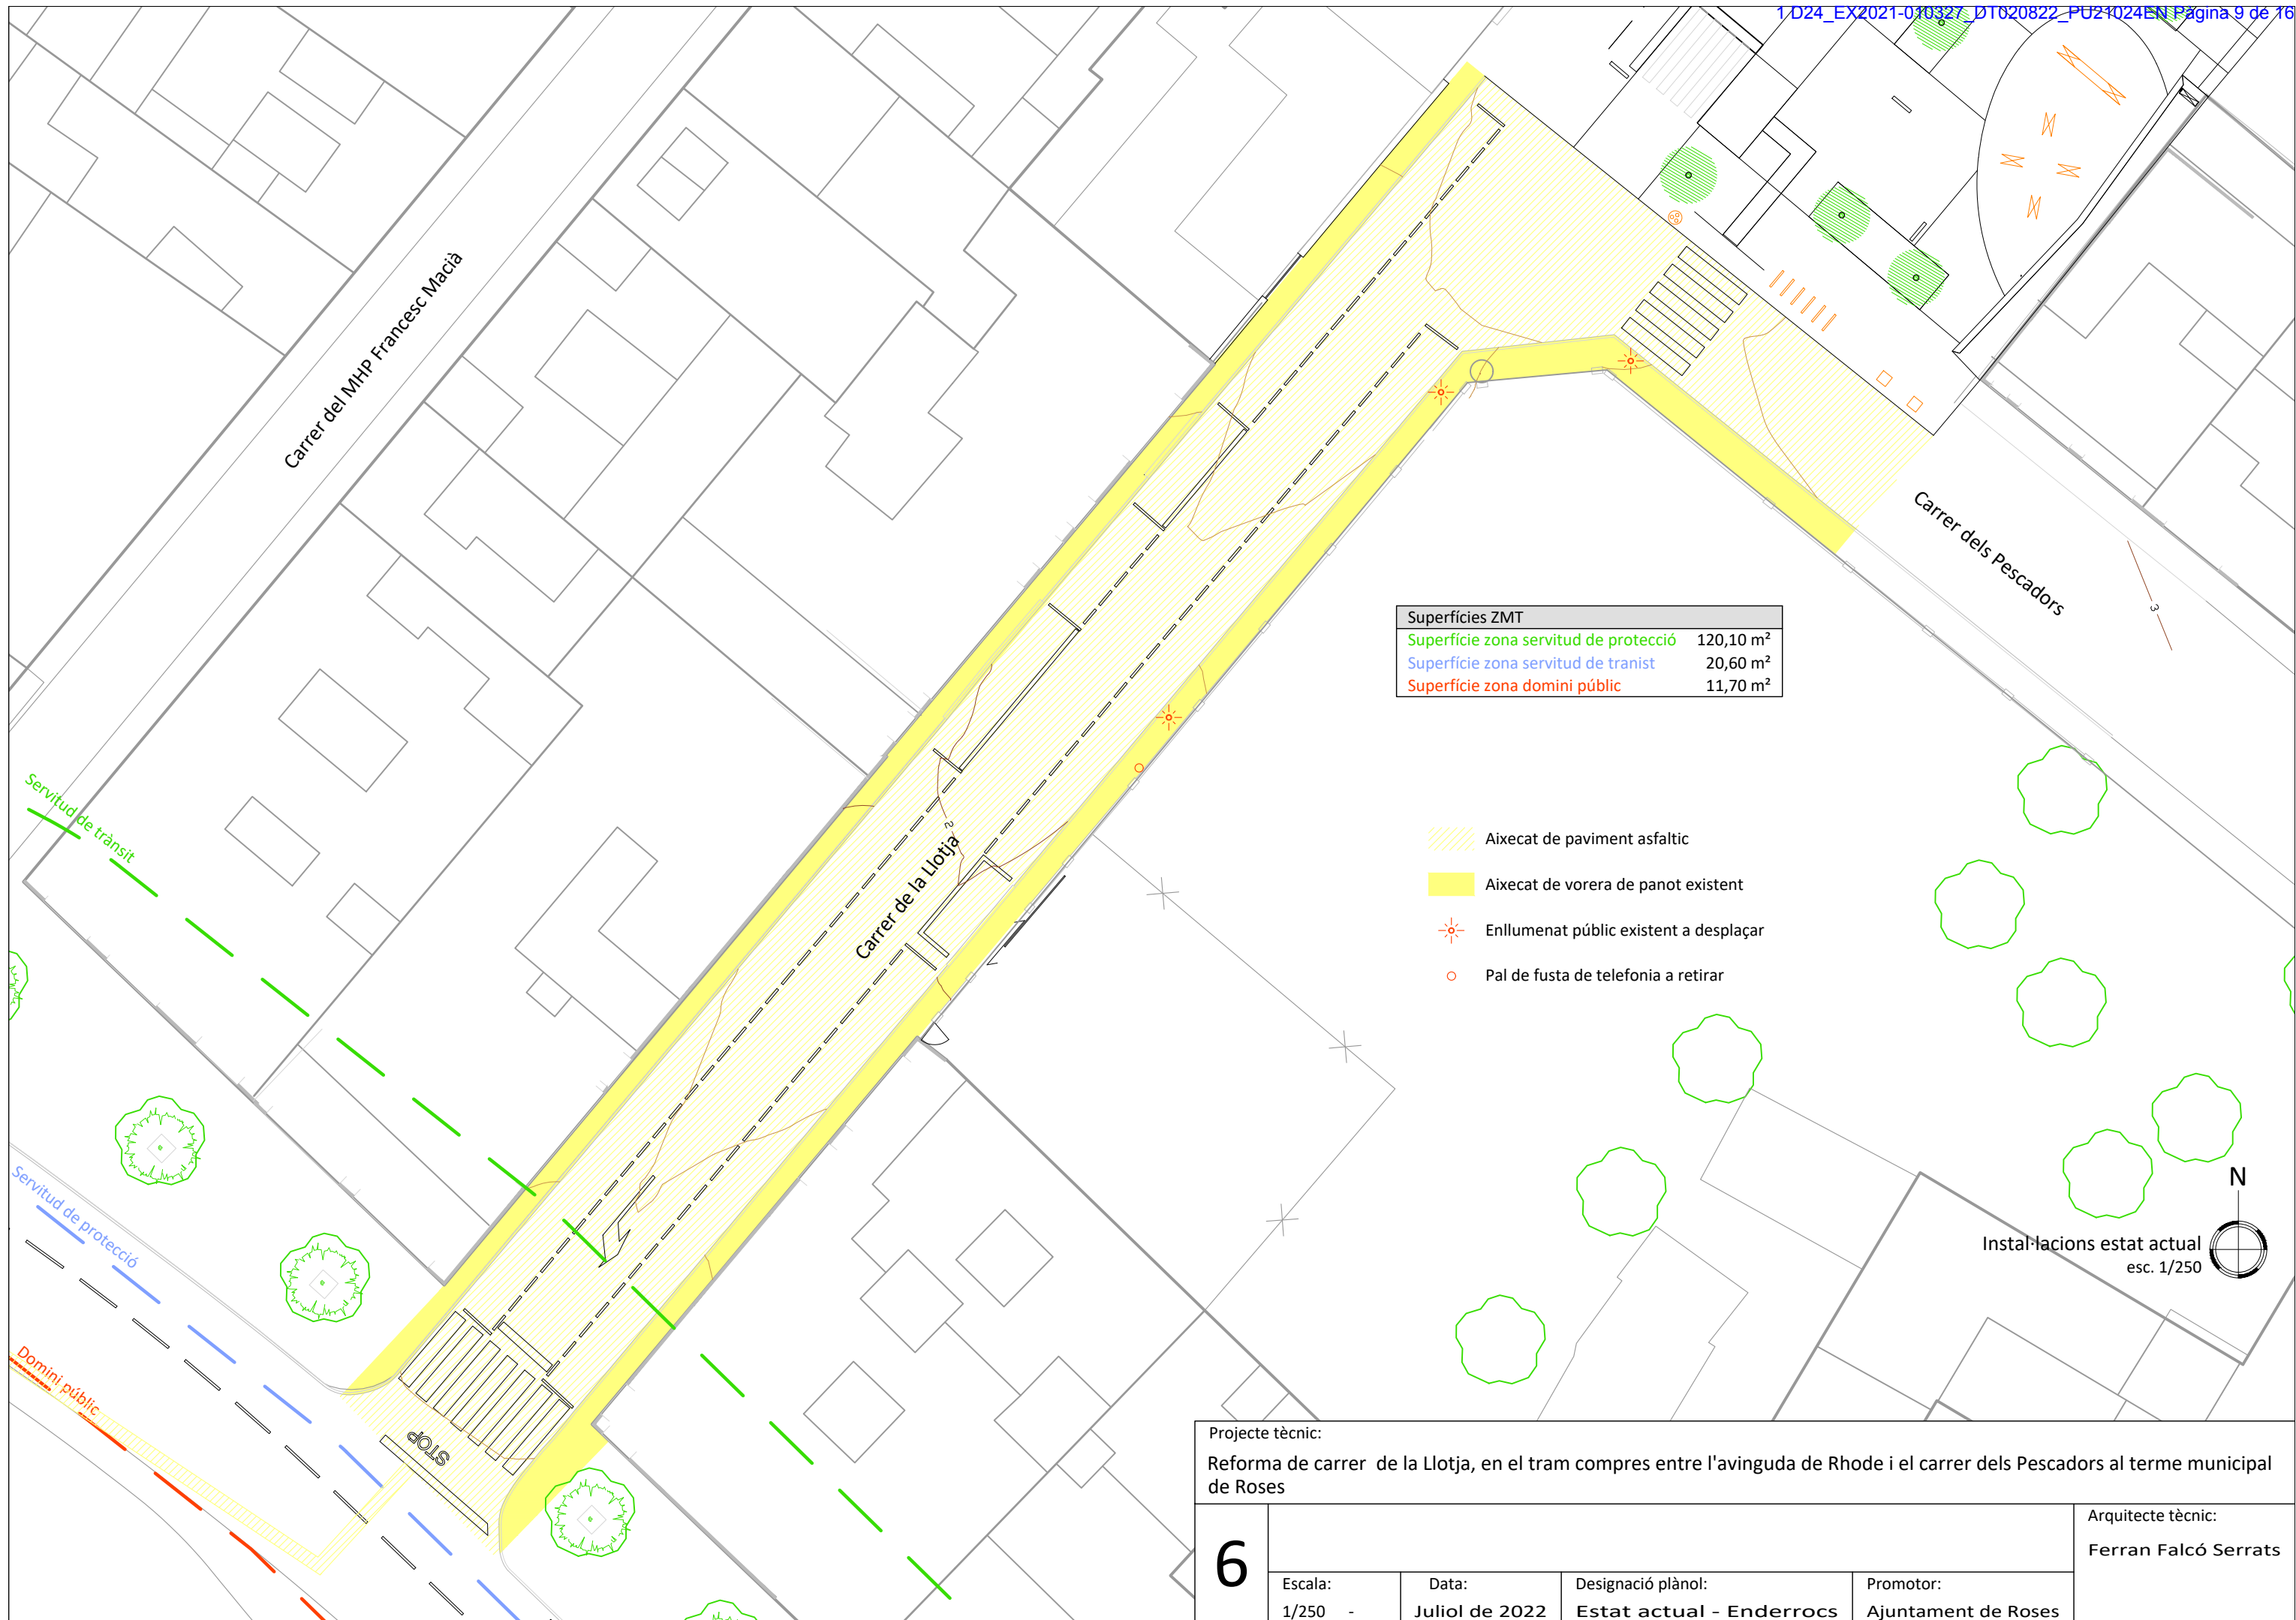 1 D24_EX2021-010327_DT020822_PU21024EN Pàgina 9 de 16
Carrer del MHP Francesc Macià
Carrer dels Pescadors
3
Superfícies ZMT
Superfície zona servitud de protecció 120,10 m²
Superfície zona servitud de tranist 20,60 m²
Superfície zona domini públic 11,70 m²
Servitud de trànsit
2
Carrer de la Llotja
Aixecat de paviment asfaltic
Aixecat de vorera de panot existent
Enllumenat públic existent a desplaçar
Pal de fusta de telefonia a retirar
Servitud de protecció
N
Instal·lacions estat actual
esc. 1/250
Domini públic
STOP
Projecte tècnic:
Reforma de carrer de la Llotja, en el tram compres entre l'avinguda de Rhode i el carrer dels Pescadors al terme municipal
de Roses
6
Arquitecte tècnic:
Ferran Falcó Serrats
Escala:
1/250 -
Data:
Juliol de 2022
Designació plànol:
Estat actual - Enderrocs
Promotor:
Ajuntament de Roses